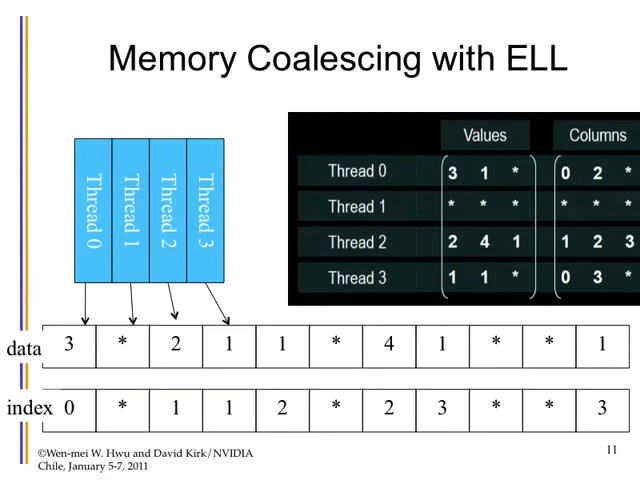 Memory Coalescing with ELL
Values Columns
Thread 0 3 1 * 0 2 *
Thread 1 * * * * * *
Thread 2 2 4 1 1 2 3
Thread 3 1 1 * 0 3 *
Thread 0
Thread 1
Thread 2
Thread 3
data 3 * 2 1 1 * 4 1 * * 1
index 0 * 1 1 2 * 2 3 * * 3
©Wen-mei W. Hwu and David Kirk/NVIDIA
Chile, January 5-7, 2011
11